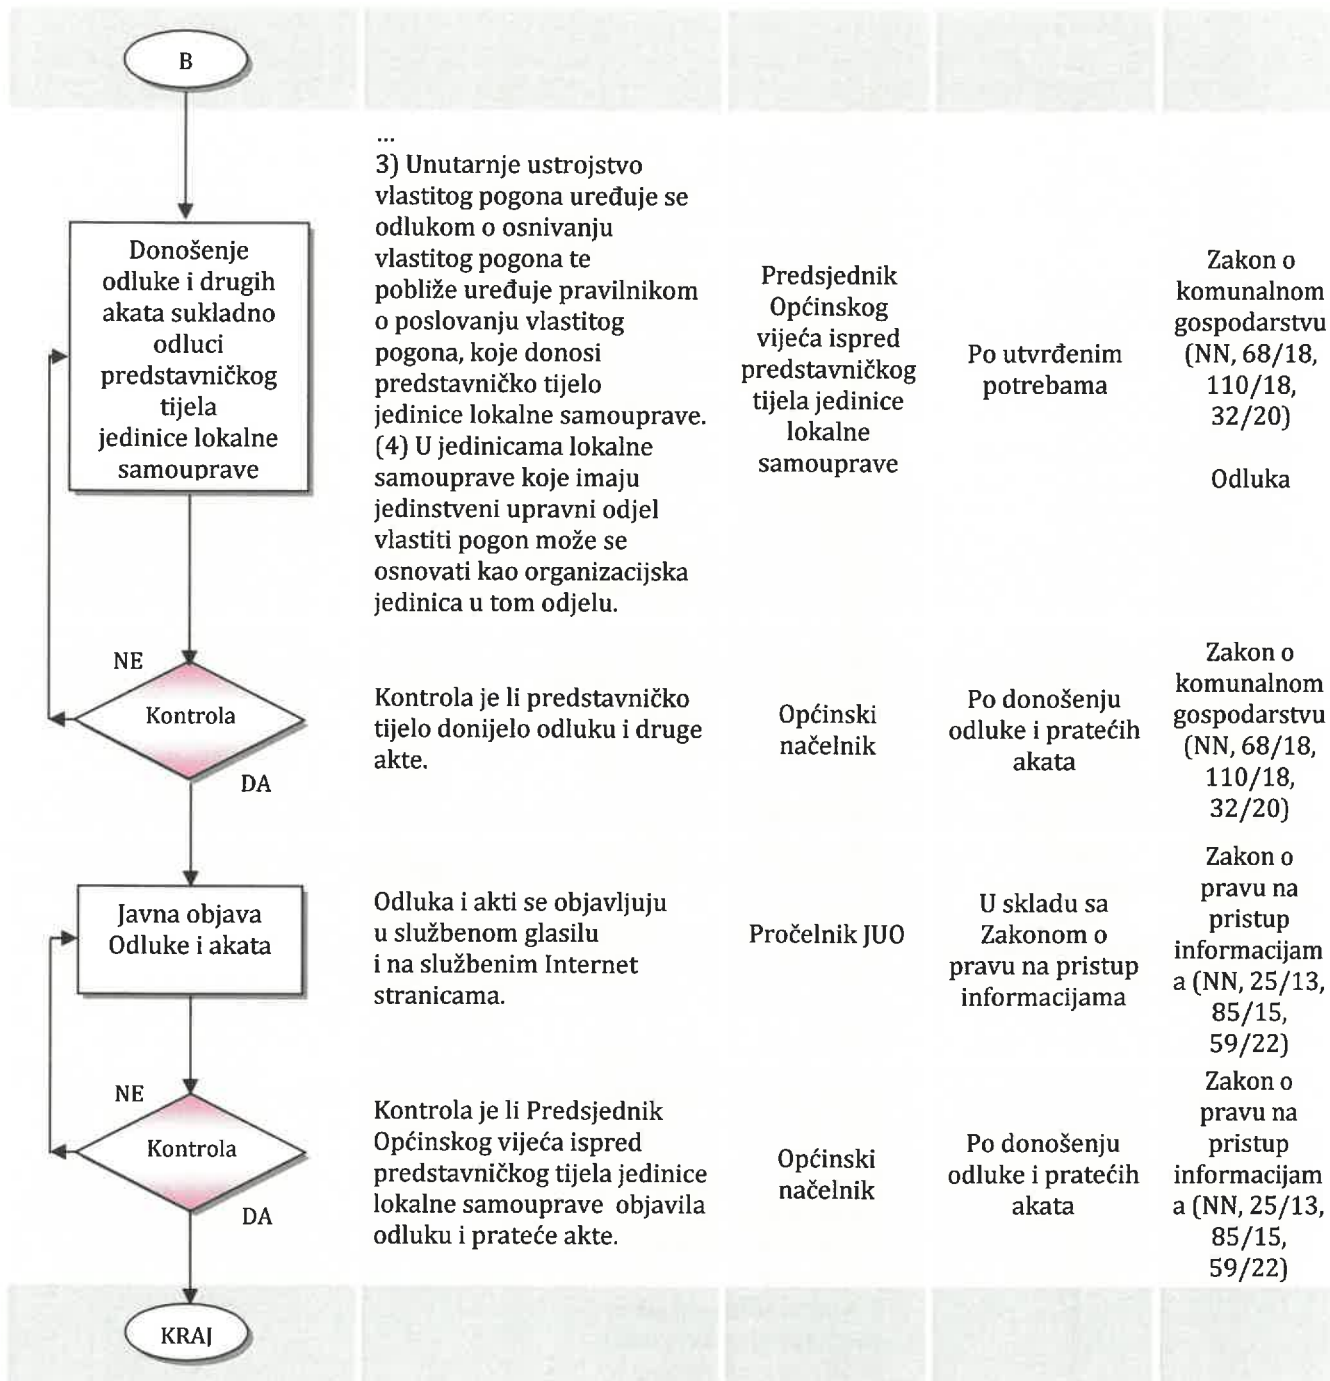 B
Donošenje
odluke i drugih
akata sukladno
odluci
predstavničkog
tijela
jedinice lokalne
samouprave
...
3) Unutarnje ustrojstvo
vlastitog pogona uređuje se
odlukom o osnivanju
vlastitog pogona te
pobliže uređuje pravilnikom
o poslovanju vlastitog
pogona, koje donosi
predstavničko tijelo
jedinice lokalne samouprave.
(4) U jedinicama lokalne
samouprave koje imaju
jedinstveni upravni odjel
vlastiti pogon može se
osnovati kao organizacijska
jedinica u tom odjelu.
Predsjednik
Općinskog
vijeća ispred
predstavničkog
tijela jedinice
lokalne
samouprave
Po utvrđenim
potrebama
Zakon o
komunalnom
gospodarstvu
(NN, 68/18,
110/18,
32/20)
Odluka
NE
Kontrola
DA
Kontrola je li predstavničko
tijelo donijelo odluku i druge
akte.
Općinski
načelnik
Po donošenju
odluke i pratećih
akata
Zakon o
komunalnom
gospodarstvu
(NN, 68/18,
110/18,
32/20)
Javna objava
Odluke i akata
Odluka i akti se objavljuju
u službenom glasilu
i na službenim Internet
stranicama.
Pročelnik JUO
U skladu sa
Zakonom o
pravu na pristup
informacijama
Zakon o
pravu na
pristup
informacijam
a (NN, 25/13,
85/15,
59/22)
NE
Kontrola
DA
Kontrola je li Predsjednik
Općinskog vijeća ispred
predstavničkog tijela jedinice
lokalne samouprave objavila
odluku i prateće akte.
Općinski
načelnik
Po donošenju
odluke i pratećih
akata
Zakon o
pravu na
pristup
informacijam
a (NN, 25/13,
85/15,
59/22)
KRAJ